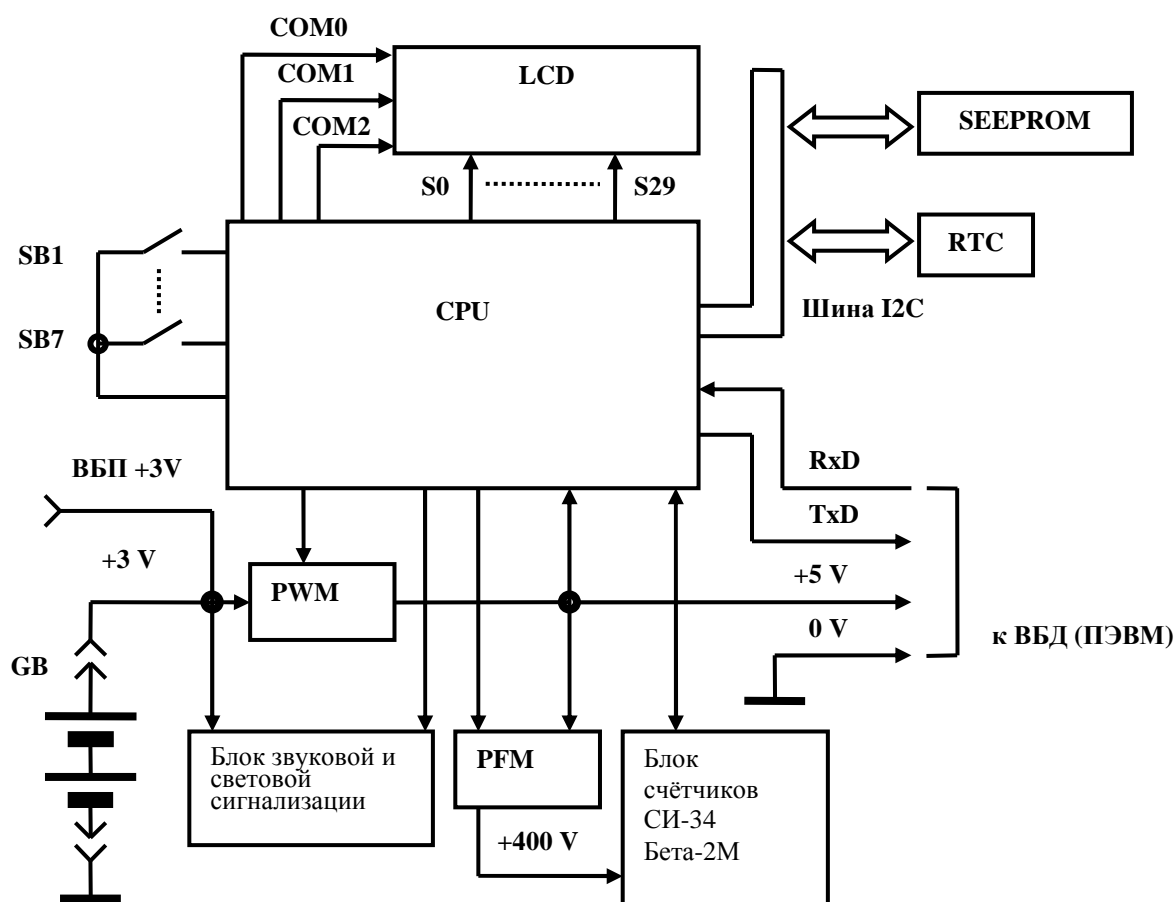 COM0
COM1
COM2
LCD
SEEPROM
S0
S29
SB1
SB7
CPU
RTC
Шина I2C
ВБП +3V
RxD
TxD
+3 V
PWM
+5 V
0 V
к ВБД (ПЭВМ)
GB
Блок звуковой и
световой
сигнализации
PFM
+400 V
Блок
счётчиков
СИ-34
Бета-2М